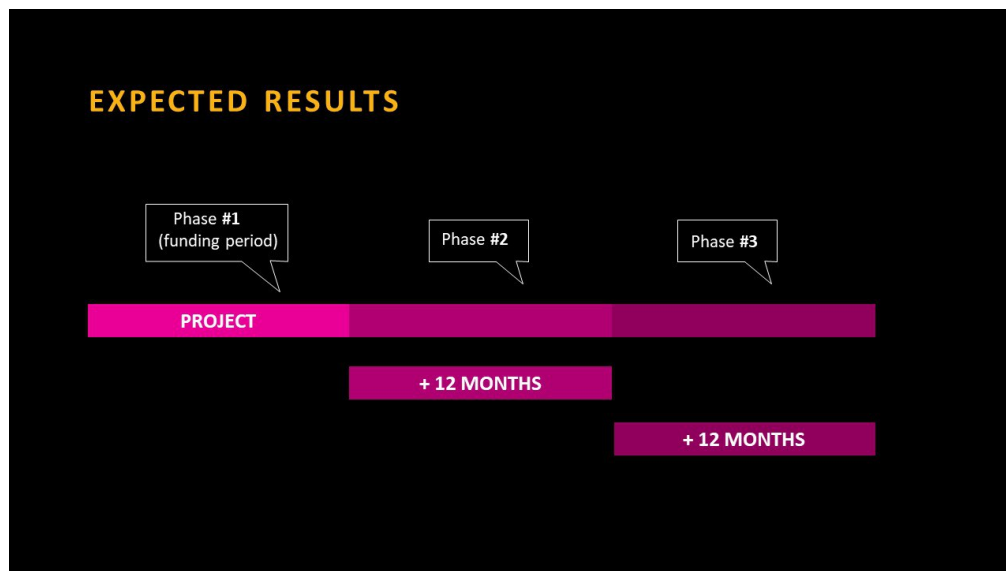 EXPECTED RESULTS
Phase #1
(funding period)
Phase #2
Phase #3
PROJECT
+ 12 MONTHS
+ 12 MONTHS